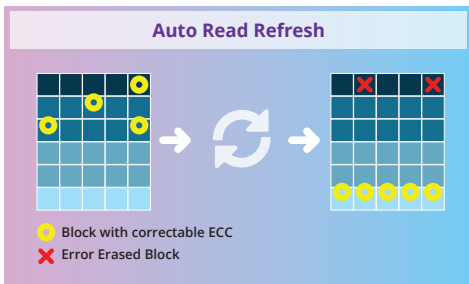 Auto Read Refresh
Block with correctable ECC
Error Erased Block